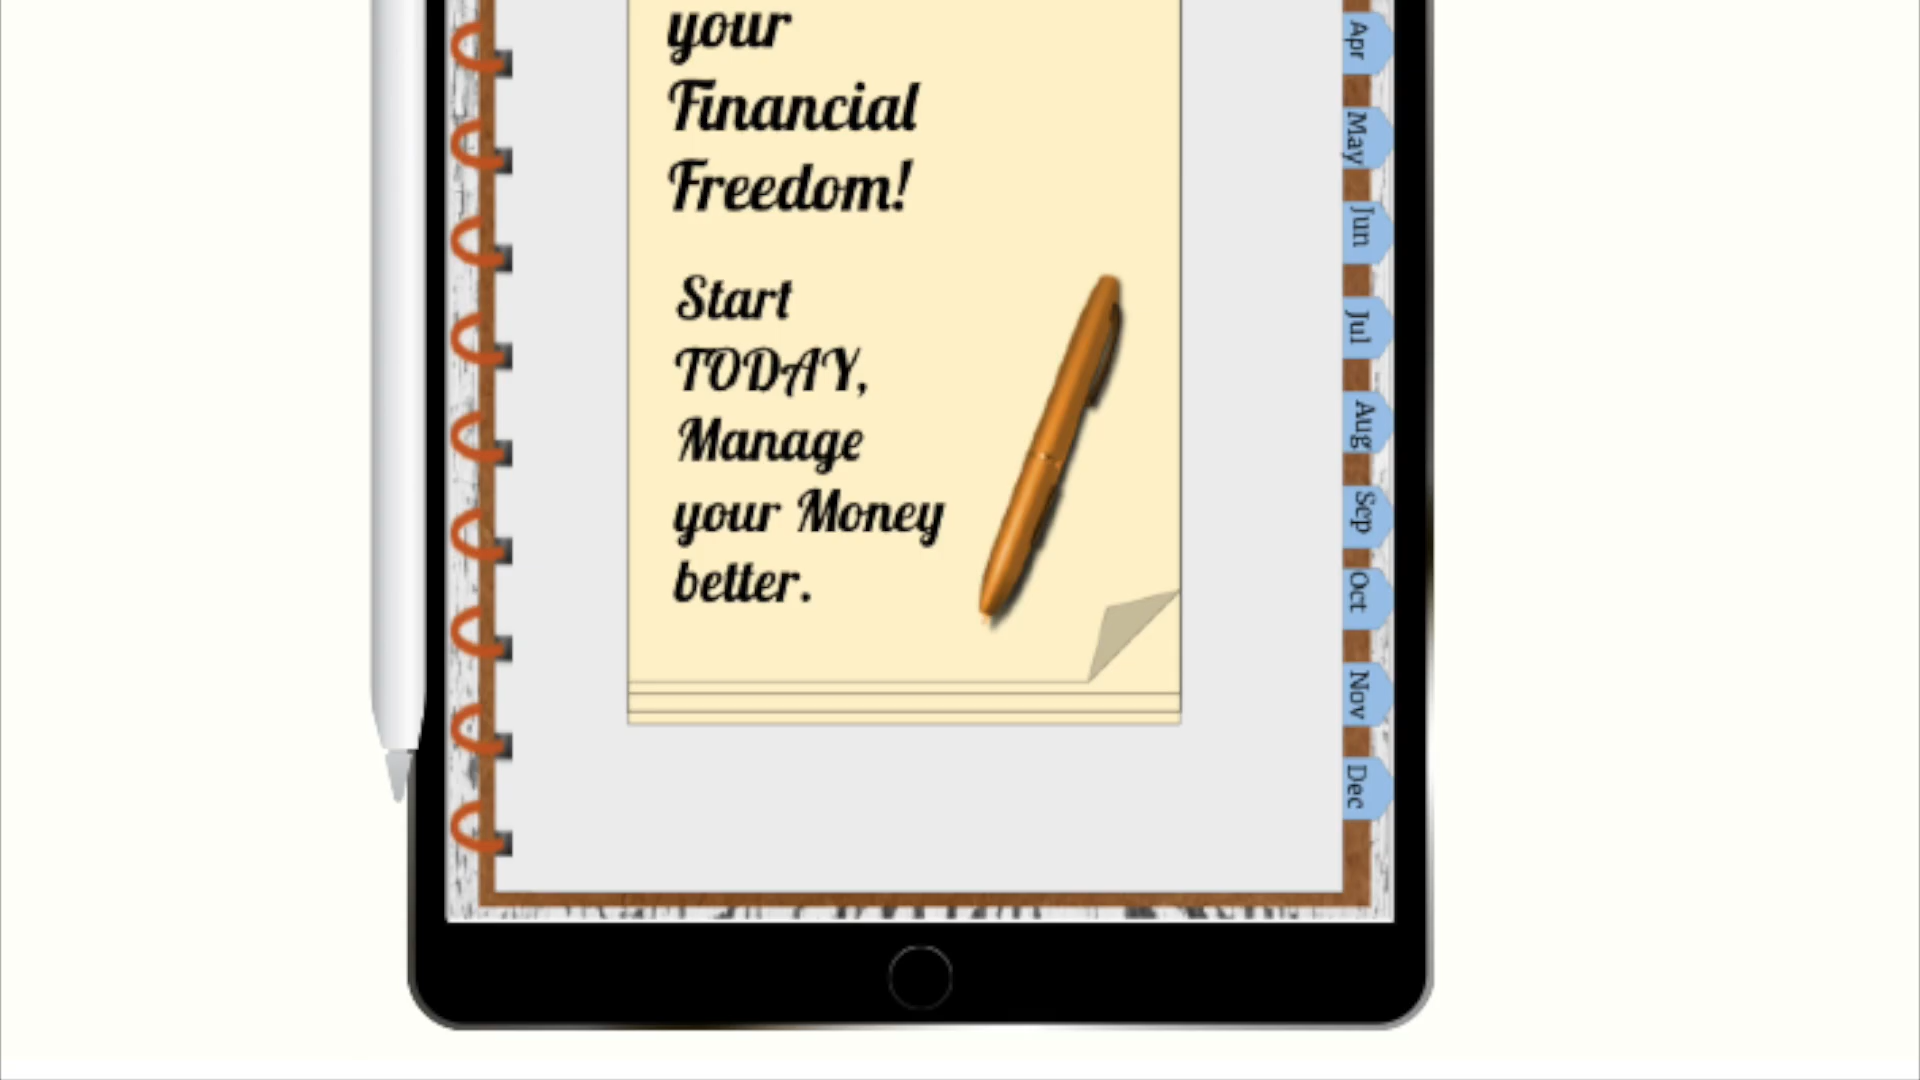 your
Financial
Freedom!
Start
TODAY,
Manage
your Money
better.
Apr
May
Jun
Jul
Aug
Sep
Oct
Nov
Dec